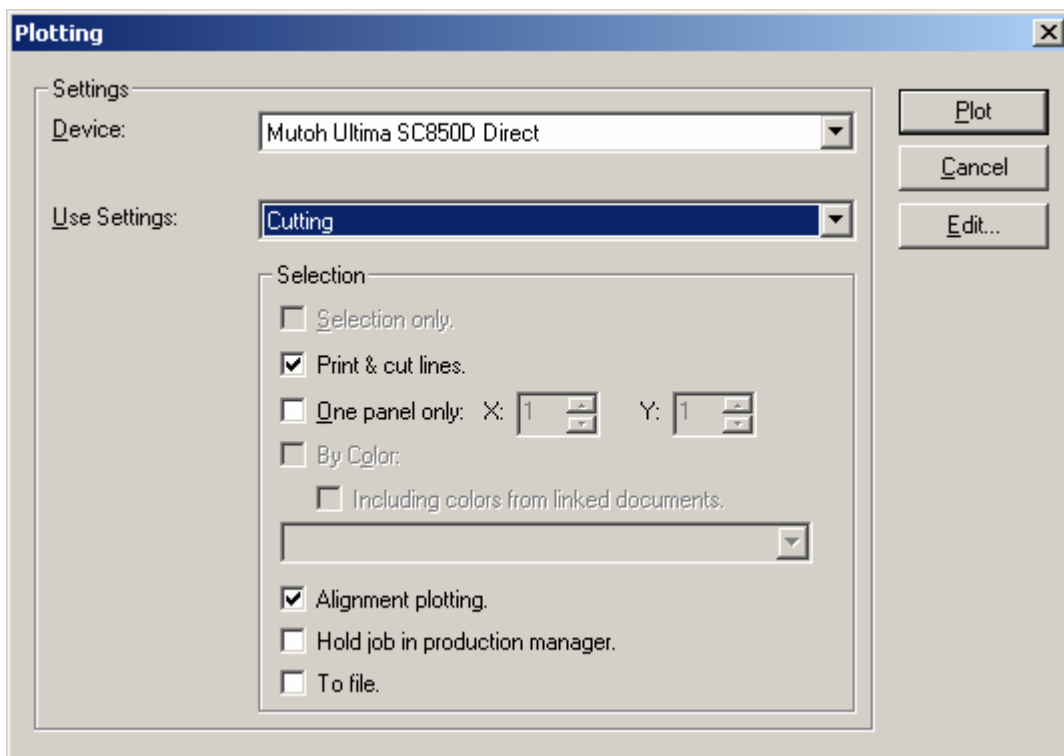 Plotting
Settings
Device: Mutoh Ultima SC850D Direct
Plot
Cancel
Use Settings: Cutting
Edit...
Selection
Selection only.
Print & cut lines.
One panel only: X: 1 Y: 1
By Color:
Including colors from linked documents.
Alignment plotting.
Hold job in production manager.
To file.